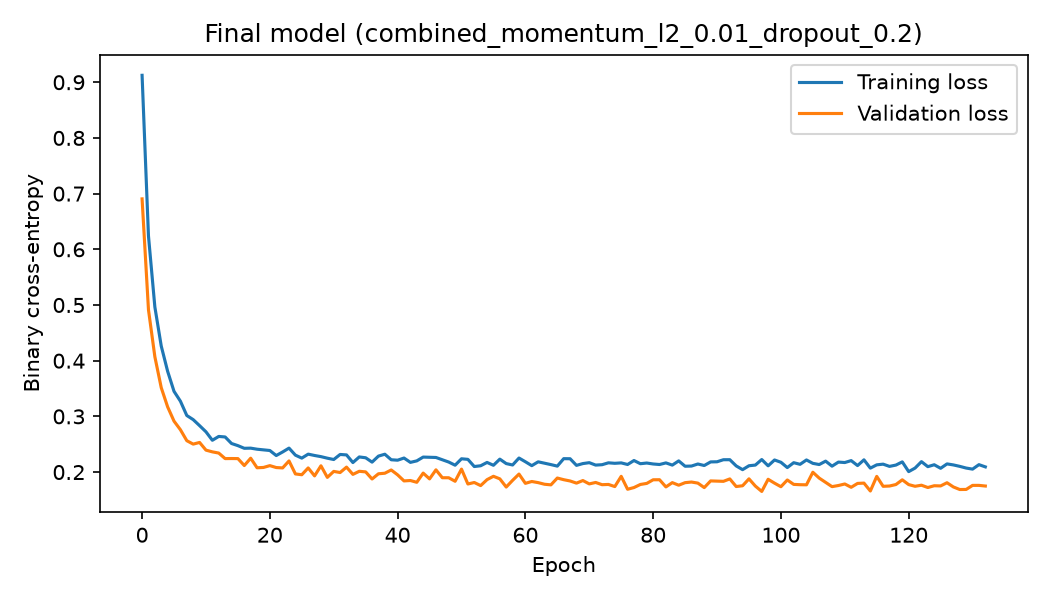 Final model (combined_momentum_l2_0.01_dropout_0.2)
Training loss
Validation loss
Binary cross-entropy
0.9
0.8
0.7
0.6
0.5
0.4
0.3
0.2
0 20 40 60 80 100 120
Epoch